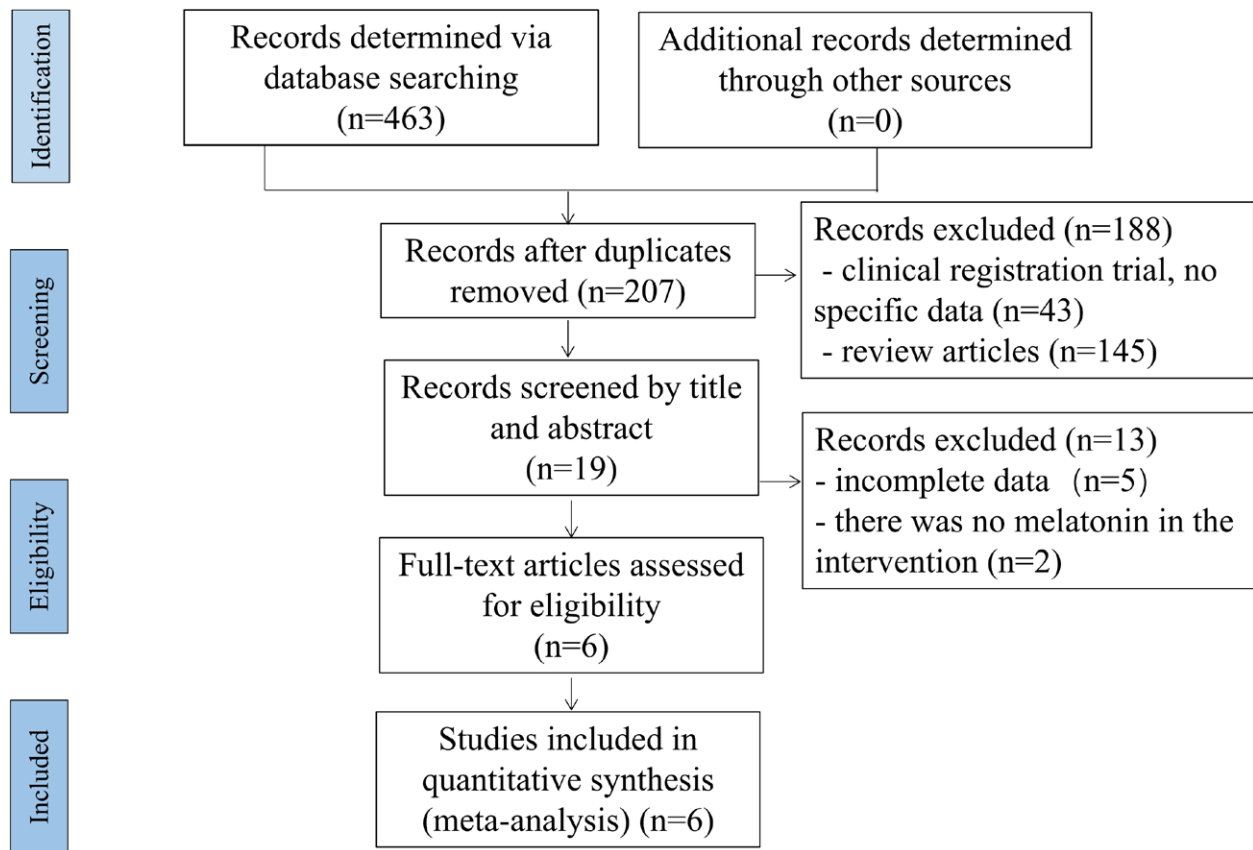 Identification
Records determined via
database searching
(n=463)
Additional records determined
through other sources
(n=0)
Screening
Records after duplicates
removed (n=207)
Records excluded (n=188)
- clinical registration trial, no
specific data (n=43)
- review articles (n=145)
Records screened by title
and abstract
(n=19)
Records excluded (n=13)
- incomplete data（n=5）
- there was no melatonin in the
intervention (n=2)
Eligibility
Full-text articles assessed
for eligibility
(n=6)
Included
Studies included in
quantitative synthesis
(meta-analysis) (n=6)